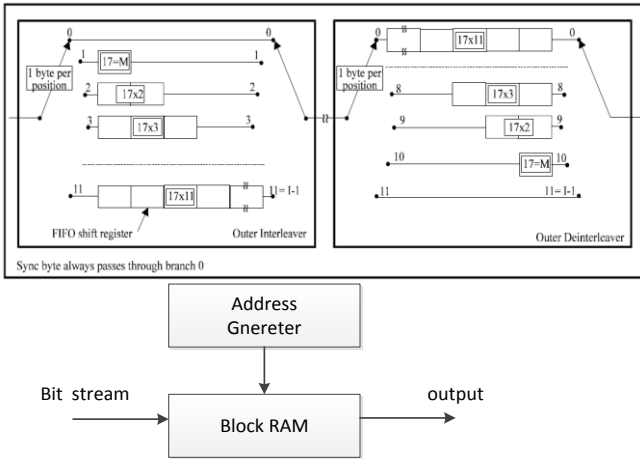 0 0
1 1
17=M
1 byte per
position
2 17x2 2
3 17x3 3
11 17x11 11= I-1
FIFO shift register
Outer Interleaver
0 17x11 0
1 byte per
position
8 17x3 8
9 17x2 9
10 17=M 10
11 11= I-1
Outer Deinterleaver
Sync byte always passes through branch 0
Address
Gnereter
Bit stream
Block RAM
output